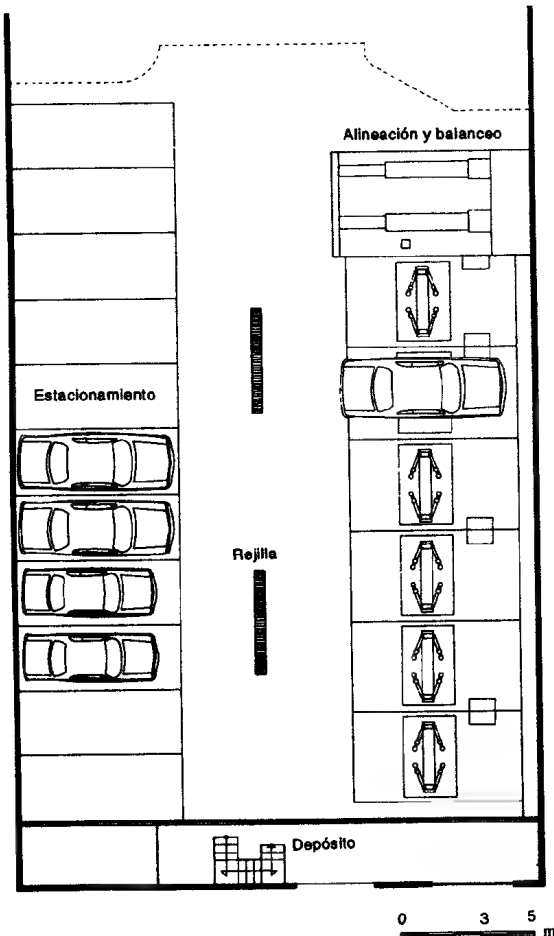 Alineación y balanceo
Estacionamiento
Rejilla
Depósito
0 3 5
m